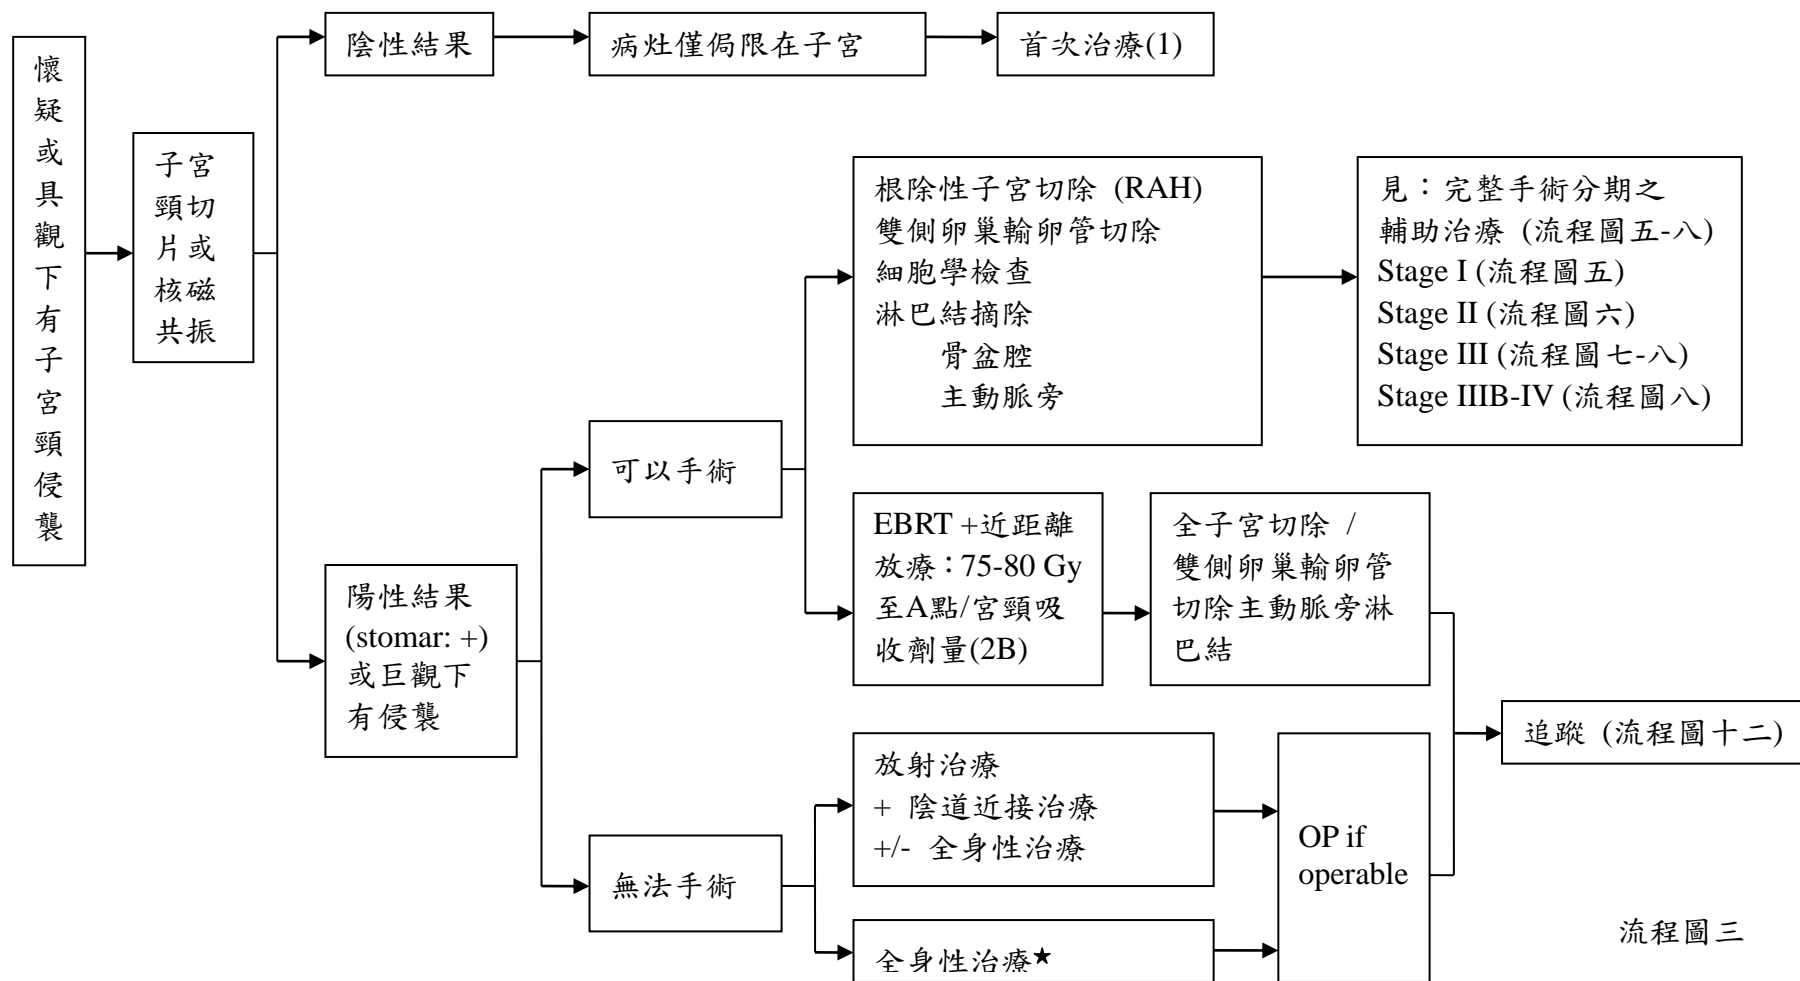 懷疑或具觀下有子宮頸侵襲
子宮
頸切
片或
核磁
共振
陰性結果
病灶僅侷限在子宮
首次治療(1)
陽性結果
(stomar: +)
或巨觀下
有侵襲
可以手術
根除性子宮切除 (RAH)
雙側卵巢輸卵管切除
細胞學檢查
淋巴結摘除
骨盆腔
主動脈旁
見：完整手術分期之
輔助治療 (流程圖五-八)
Stage I (流程圖五)
Stage II (流程圖六)
Stage III (流程圖七-八)
Stage IIIB-IV (流程圖八)
EBRT +近距離
放療：75-80 Gy
至A點/宮頸吸
收劑量(2B)
全子宮切除 /
雙側卵巢輸卵管
切除主動脈旁淋
巴結
無法手術
放射治療
+ 陰道近接治療
+/- 全身性治療
全身性治療★
OP if
operable
追蹤 (流程圖十二)
流程圖三